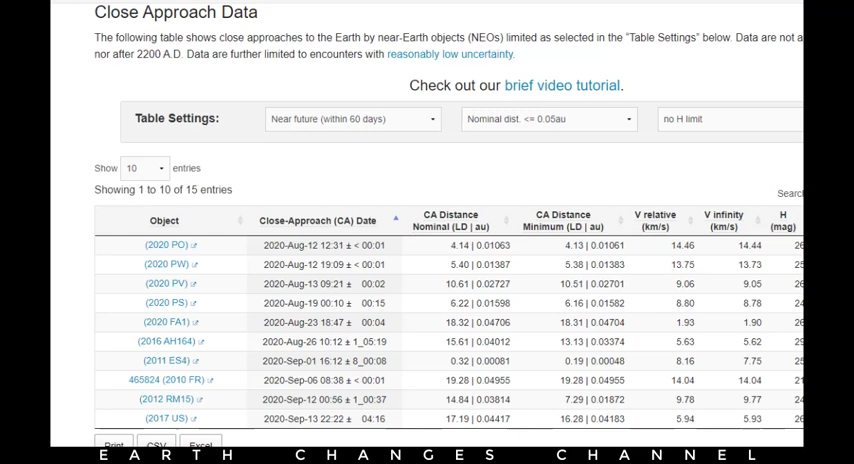 Close Approach Data
The following table shows close approaches to the Earth by near-Earth objects (NEOs) limited as selected in the "Table Settings" below. Data are not a
nor after 2200 A.D. Data are further limited to encounters with reasonably low uncertainty.
Check out our brief video tutorial.
Table Settings: Near future (within 60 days) Nominal dist. <= 0.05au no H limit
Show 10 entries
Showing 1 to 10 of 15 entries
Search
Object Close-Approach (CA) Date CA Distance Nominal (LD | au) CA Distance Minimum (LD | au) V relative (km/s) V infinity (km/s) H (mag)
(2020 PO) 2020-Aug-12 12:31 ± < 00:01 4.14 | 0.01063 4.13 | 0.01061 14.46 14.44 26
(2020 PW) 2020-Aug-12 19:09 ± < 00:01 5.40 | 0.01387 5.38 | 0.01383 13.75 13.73 25
(2020 PV) 2020-Aug-13 09:21 ± 00:02 10.61 | 0.02727 10.51 | 0.02701 9.06 9.05 26
(2020 PS) 2020-Aug-19 00:10 ± 00:15 6.22 | 0.01598 6.16 | 0.01582 8.80 8.78 24
(2020 FA1) 2020-Aug-23 18:47 ± 00:04 18.32 | 0.04706 18.31 | 0.04704 1.93 1.90 26
(2016 AH164) 2020-Aug-26 10:12 ± 1_05:19 15.61 | 0.04012 13.13 | 0.03374 5.63 5.62 29
(2011 ES4) 2020-Sep-01 16:12 ± 8_00:08 0.32 | 0.00081 0.19 | 0.00048 8.16 7.75 25
465824 (2010 FR) 2020-Sep-06 08:38 ± < 00:01 19.28 | 0.04955 19.28 | 0.04955 14.04 14.04 21
(2012 RM15) 2020-Sep-12 00:56 ± 1_00:37 14.84 | 0.03814 7.29 | 0.01872 9.78 9.77 24
(2017 US) 2020-Sep-13 22:22 ± 04:16 17.19 | 0.04417 16.28 | 0.04183 5.94 5.93 26
Print CSV Excel
EARTH CHANGES CHANNEL